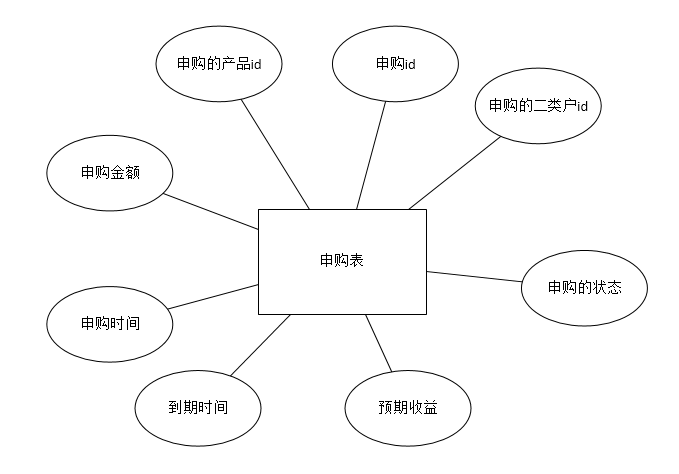 申购的产品id
申购id
申购的二类户id
申购金额
申购表
申购的状态
申购时间
到期时间
预期收益